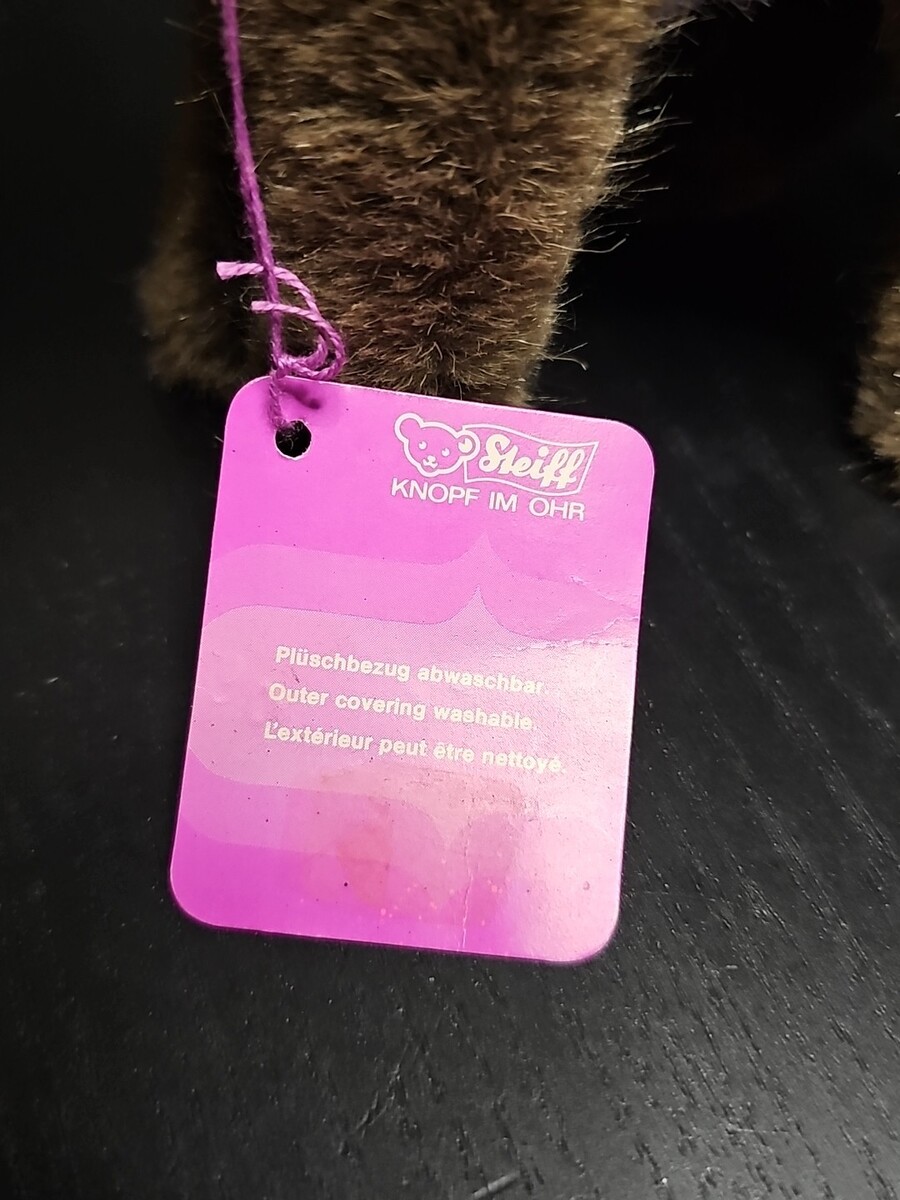 Steiff
KNOPF IM OHR
Plüschbezug abwaschbar.
Outer covering washable.
L'extérieur peut être nettoyé.